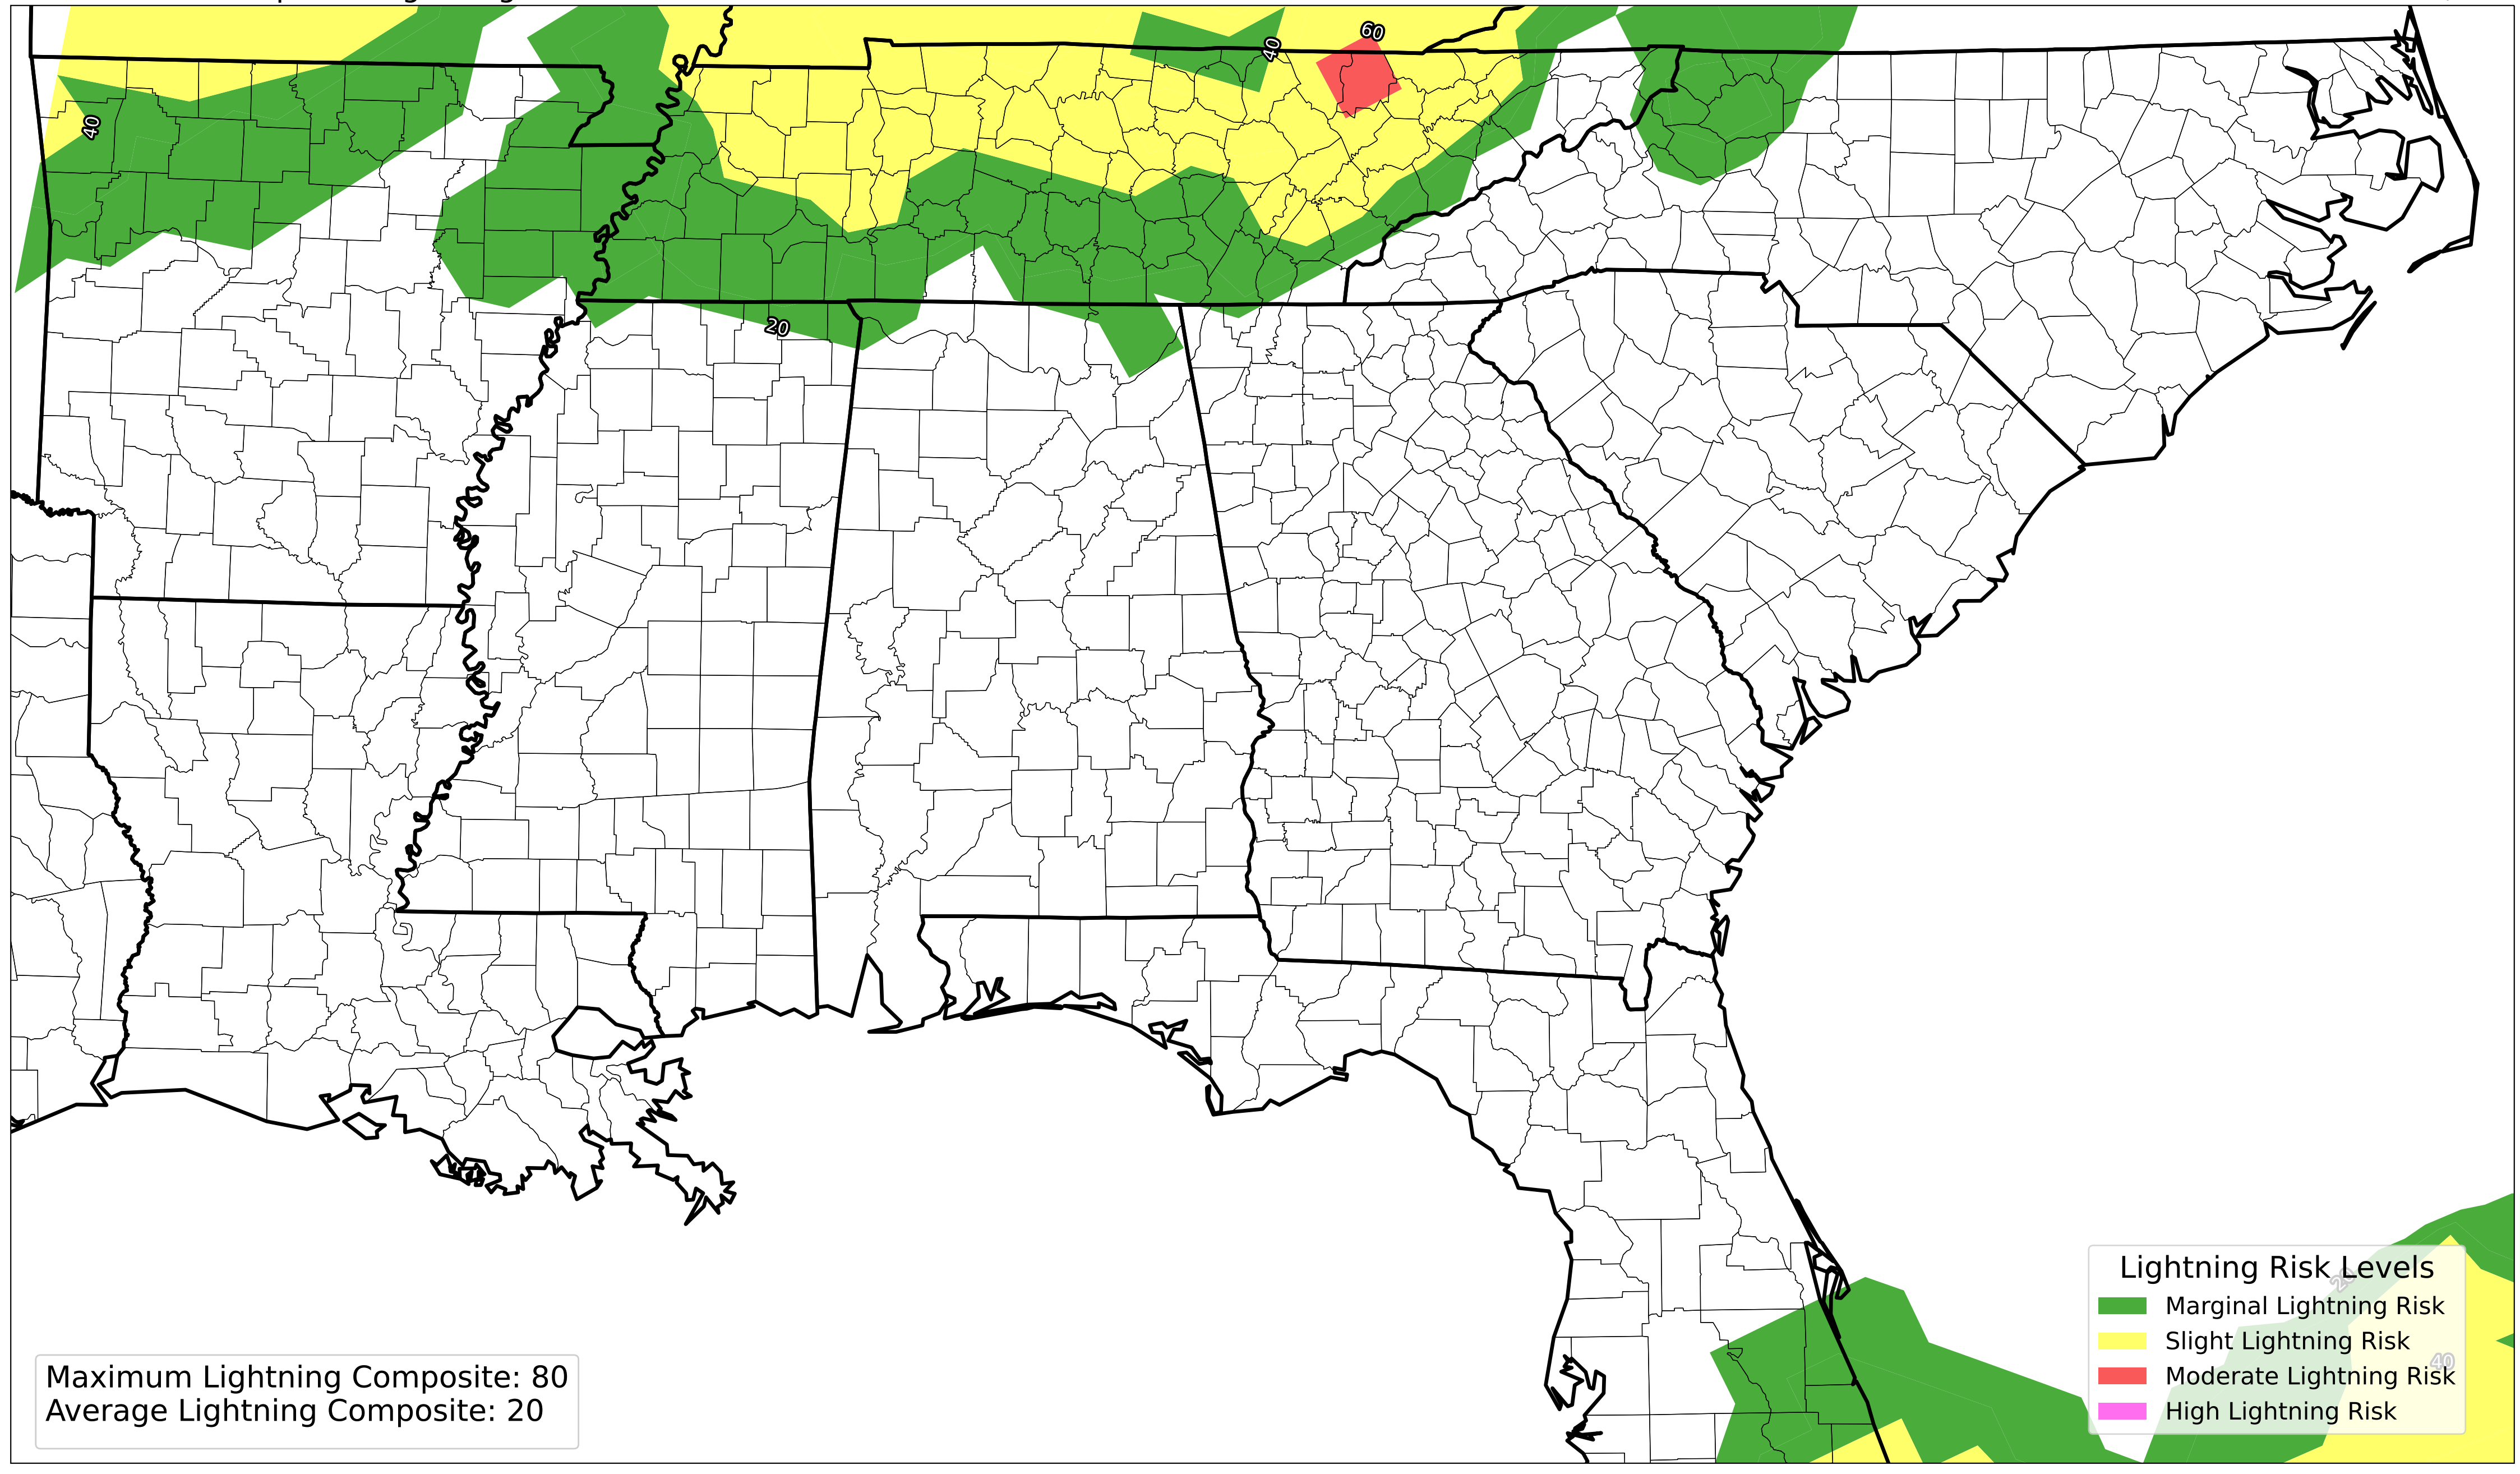 60
40
40
20
20
40
Lightning Risk Levels
Marginal Lightning Risk
Slight Lightning Risk
Moderate Lightning Risk
High Lightning Risk
Maximum Lightning Composite: 80
Average Lightning Composite: 20